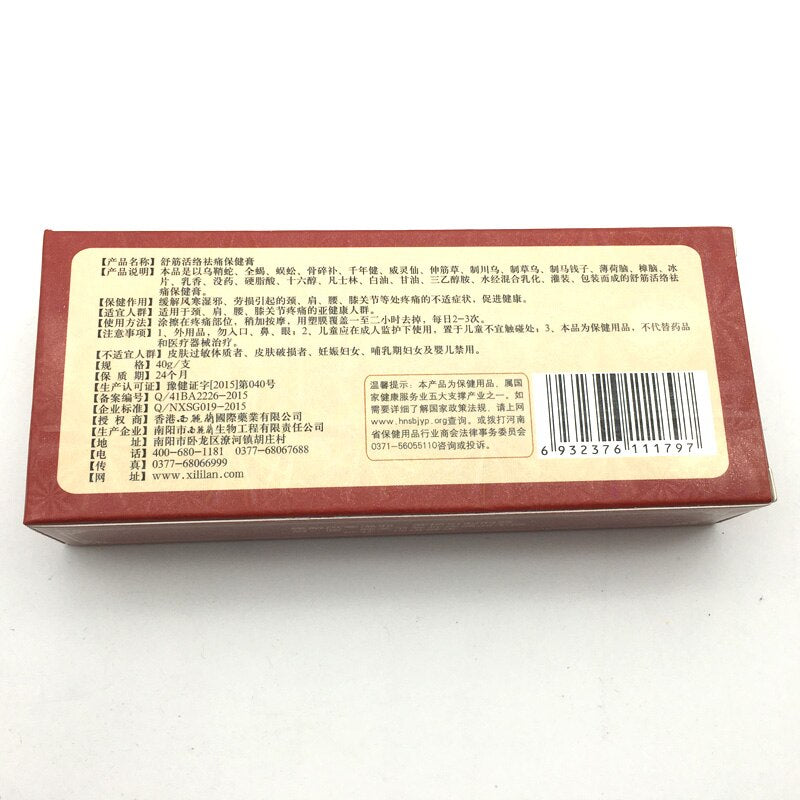 【产品名称】舒筋活络祛痛保健膏
【产品说明】本品是以乌鞘蛇、全蝎、蜈蚣、骨碎补、千年健、威灵仙、伸筋草、制川乌、制草乌、制马钱子、薄荷脑、樟脑、冰
片、乳香、没药、硬脂酸、十六醇、凡士林、白油、甘油、三乙醇胺、水经混合乳化、灌装、包装而成的舒筋活络祛
痛保健膏。
【保健作用】缓解风寒湿邪、劳损引起的颈、肩、腰、膝关节等处疼痛的不适症状,促进健康。
【适宜人群】适用于颈、肩、腰、膝关节疼痛的亚健康人群。
【使用方法】涂擦在疼痛部位,稍加按摩,用塑膜覆盖一至二小时去掉,每日2-3次。
【注意事项】1、外用品,勿入口、鼻、眼;2、儿童应在成人监护下使用,置于儿童不宜触碰处;3、本品为保健用品,不代替药品
和医疗器械治疗。
【不适宜人群】皮肤过敏体质者、皮肤破损者、妊娠妇女、哺乳期妇女及婴儿禁用。
【规 格】40g/支
【保 质 期】24个月
【生产许可证】豫健证字[2015]第040号
【备案编号】Q/41BA2226-2015
【企业标准】Q/NXSG019-2015
【授 权 商】香港西施兰國際藥業有限公司
【生产企业】南阳市西施兰生物工程有限责任公司
【地 址】南阳市卧龙区潦河镇胡庄村
【电 话】400-680-1181 0377-68067688
【传 真】0377-68066999
【网 址】www.xililan.com
温馨提示:本产品为保健用品,属国
家健康服务业五大支撑产业之一。如
需要详细了解国家政策法规,请上网
www.hnsbjyp.org查询。或拨打河南
省保健用品行业商会法律事务委员会
0371-56055110咨询或投诉。
6 932376 111797